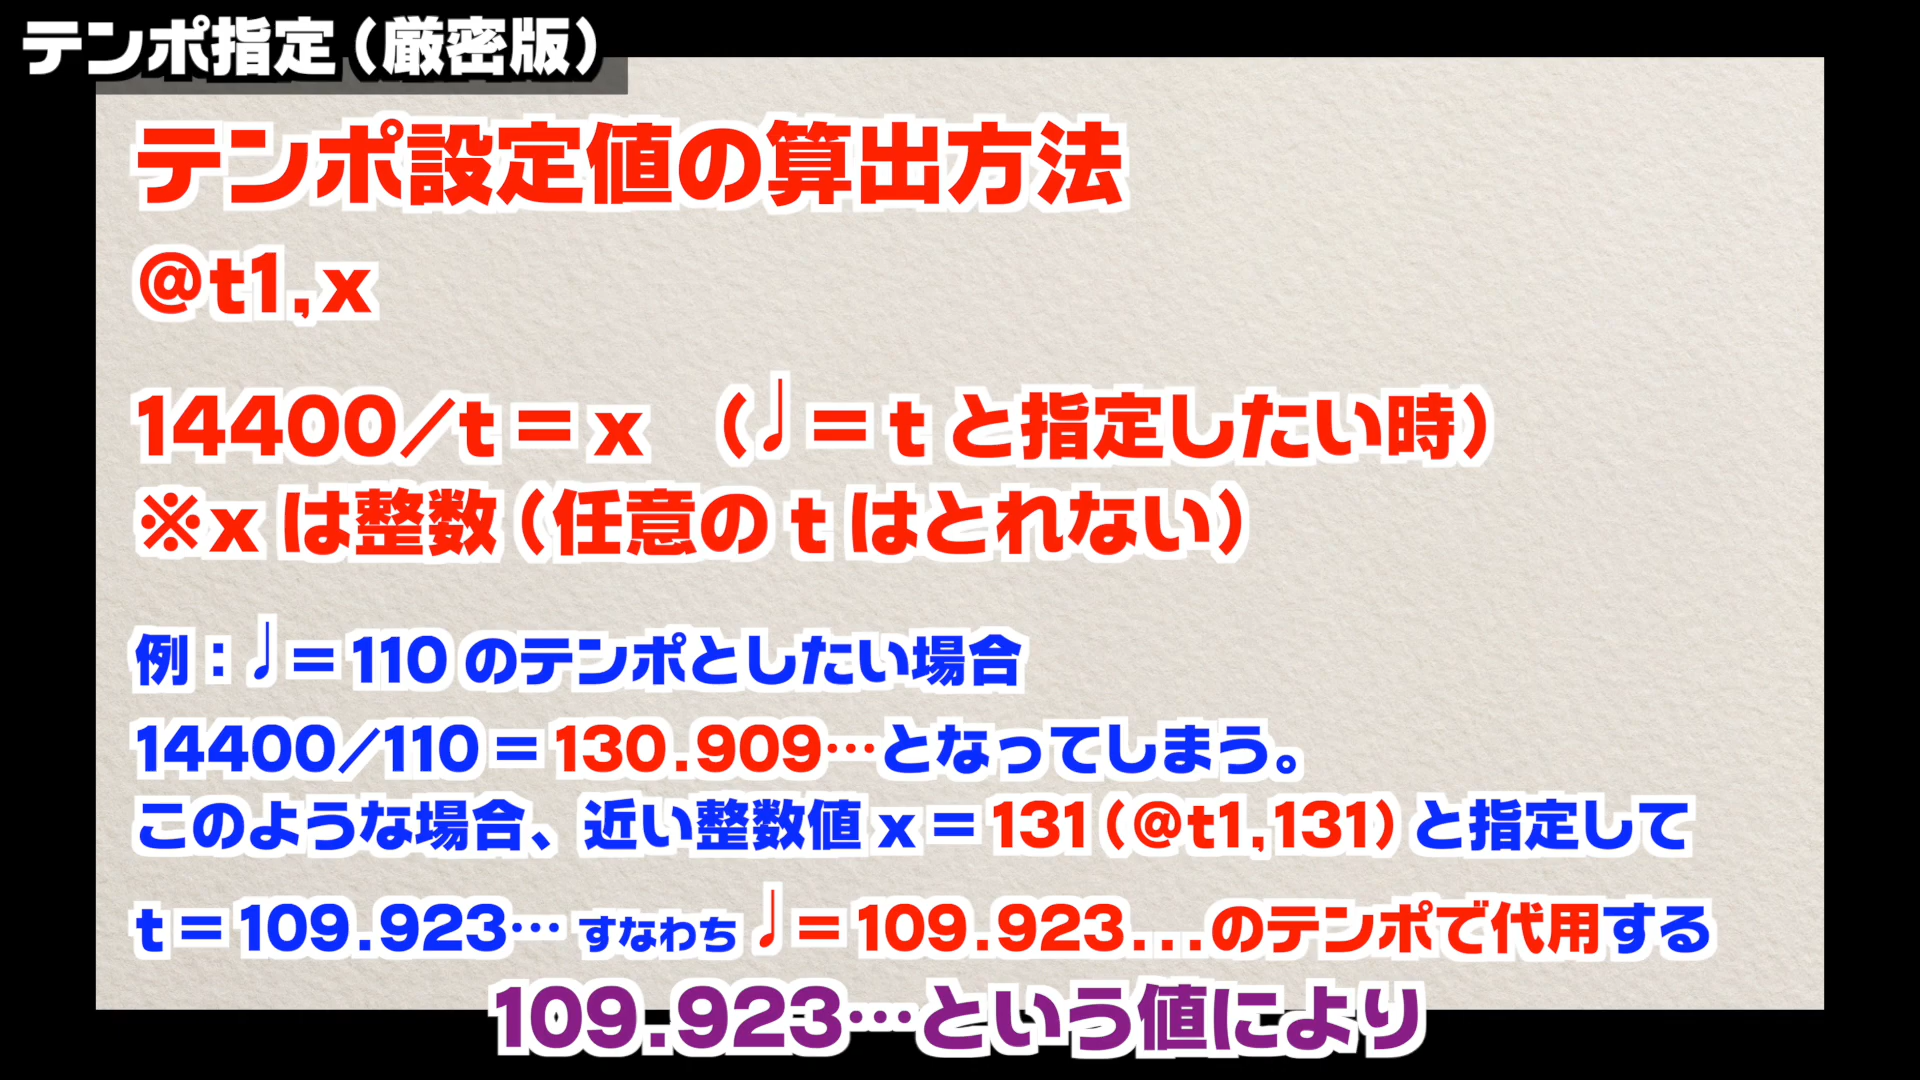 テンポ指定（厳密版）
テンポ設定値の算出方法
@t1,x
14400／t＝x （♩＝tと指定したい時）
※xは整数（任意のtはとれない）
例：♩＝110のテンポとしたい場合
14400／110＝130.909…となってしまう。
このような場合、近い整数値x＝131（@t1,131）と指定して
t＝109.923…すなわち♩＝109.923...のテンポで代用する
109.923…という値により